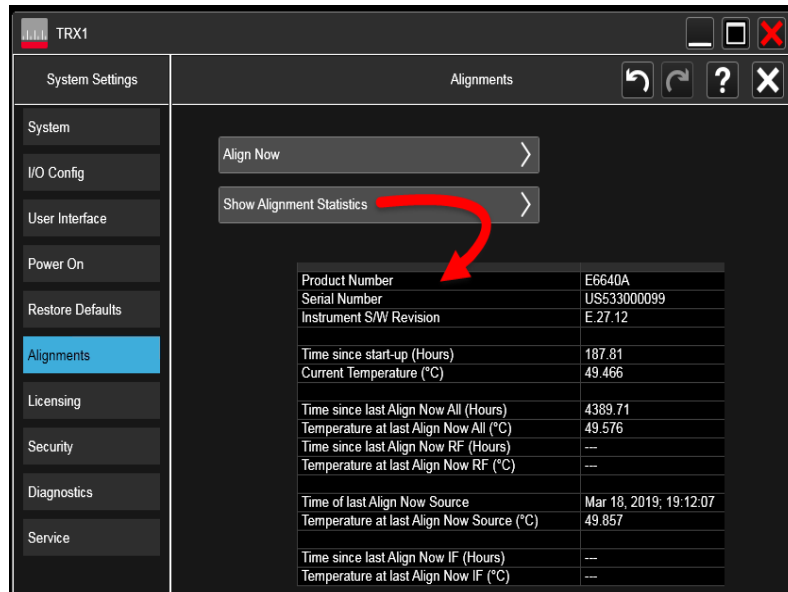 TRX1
System Settings
Alignments
?
System
I/O Config
User Interface
Power On
Restore Defaults
Alignments
Licensing
Security
Diagnostics
Service
Align Now
Show Alignment Statistics
Product Number E6640A
Serial Number US533000099
Instrument S/W Revision E.27.12
Time since start-up (Hours) 187.81
Current Temperature (°C) 49.466
Time since last Align Now All (Hours) 4389.71
Temperature at last Align Now All (°C) 49.576
Time since last Align Now RF (Hours) ---
Temperature at last Align Now RF (°C) ---
Time of last Align Now Source Mar 18, 2019; 19:12:07
Temperature at last Align Now Source (°C) 49.857
Time since last Align Now IF (Hours) ---
Temperature at last Align Now IF (°C) ---